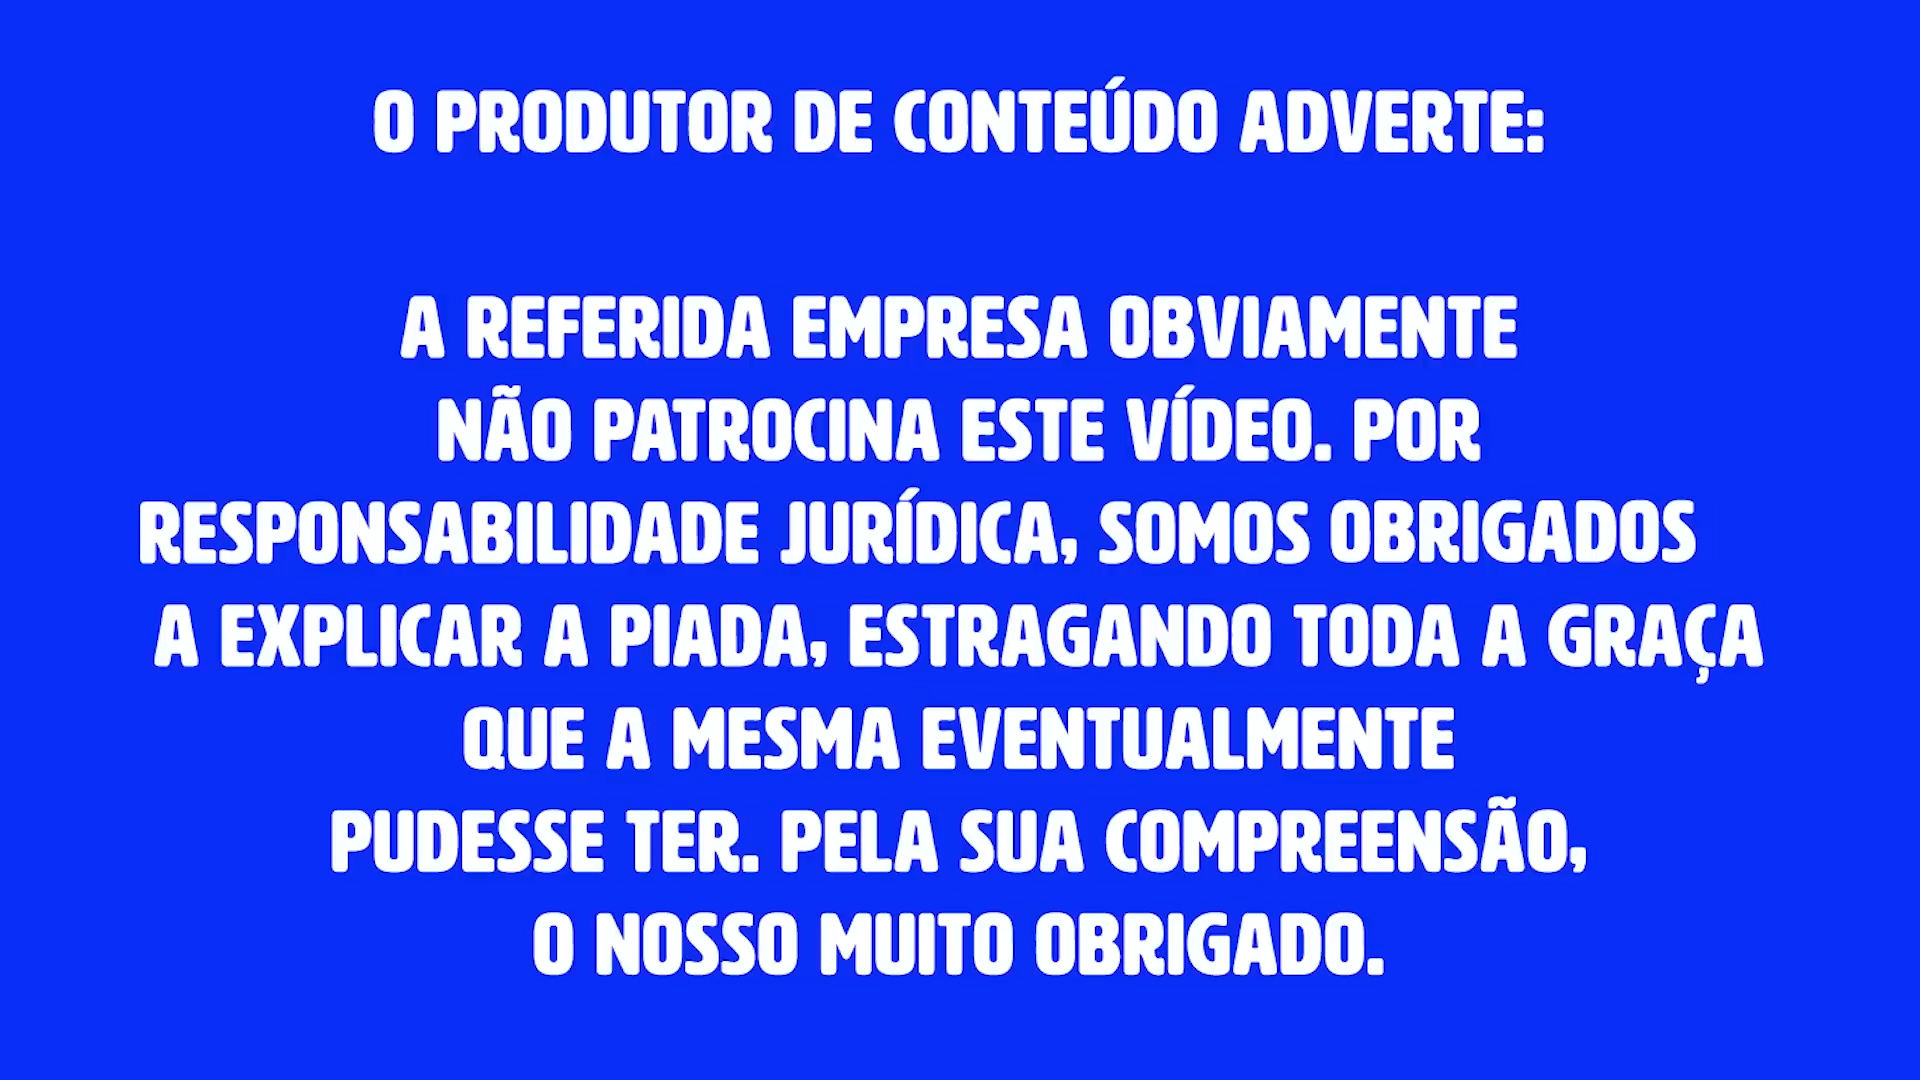 O PRODUTOR DE CONTEÚDO ADVERTE:
A REFERIDA EMPRESA OBVIAMENTE
NÃO PATROCINA ESTE VÍDEO. POR
RESPONSABILIDADE JURÍDICA, SOMOS OBRIGADOS
A EXPLICAR A PIADA, ESTRAGANDO TODA A GRAÇA
QUE A MESMA EVENTUALMENTE
PUDESSE TER. PELA SUA COMPREENSÃO,
O NOSSO MUITO OBRIGADO.